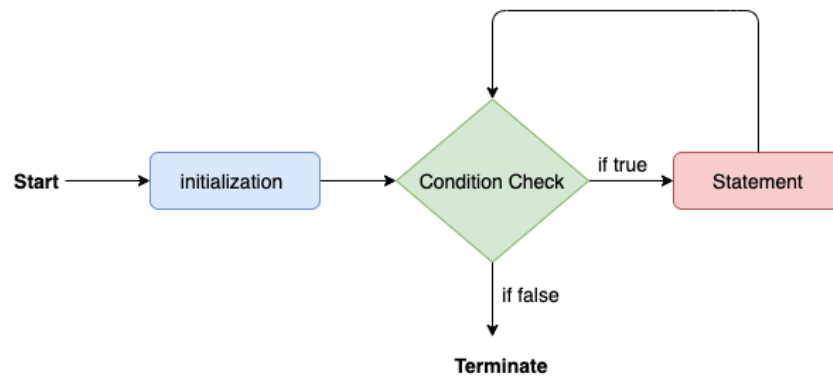 Start
initialization
Condition Check
if true
Statement
if false
Terminate